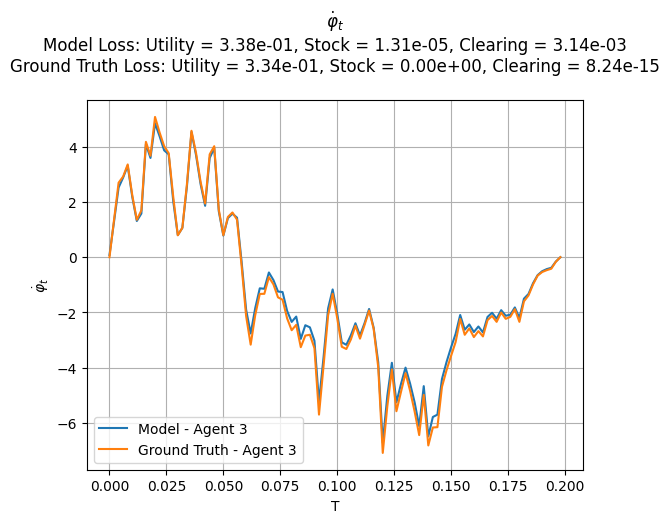 φ̇ₜ
Model Loss: Utility = 3.38e-01, Stock = 1.31e-05, Clearing = 3.14e-03
Ground Truth Loss: Utility = 3.34e-01, Stock = 0.00e+00, Clearing = 8.24e-15
4
2
0
−2
−4
−6
φ̇ₜ
Model - Agent 3
Ground Truth - Agent 3
0.000 0.025 0.050 0.075 0.100 0.125 0.150 0.175 0.200
T